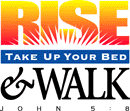 RISE
TAKE UP YOUR BED
& WALK
JOHN 5:8